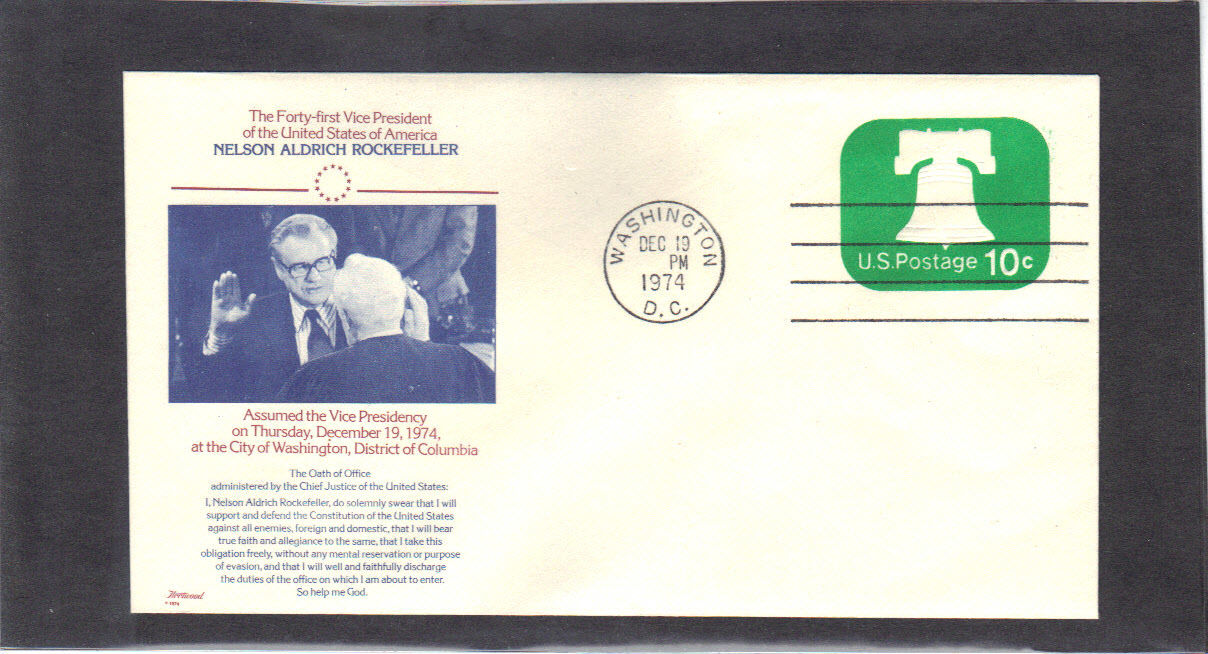 The Forty-first Vice President
of the United States of America
NELSON ALDRICH ROCKEFELLER
Assumed the Vice Presidency
on Thursday, December 19, 1974,
at the City of Washington, District of Columbia
The Oath of Office
administered by the Chief Justice of the United States:
I, Nelson Aldrich Rockefeller, do solemnly swear that I will
support and defend the Constitution of the United States
against all enemies, foreign and domestic, that I will bear
true faith and allegiance to the same, that I take this
obligation freely, without any mental reservation or purpose
of evasion, and that I will well and faithfully discharge
the duties of the office on which I am about to enter.
So help me God.
Fleetwood
© 1974
WASHINGTON
DEC 19
PM
1974
D.C.
U.S. Postage 10c